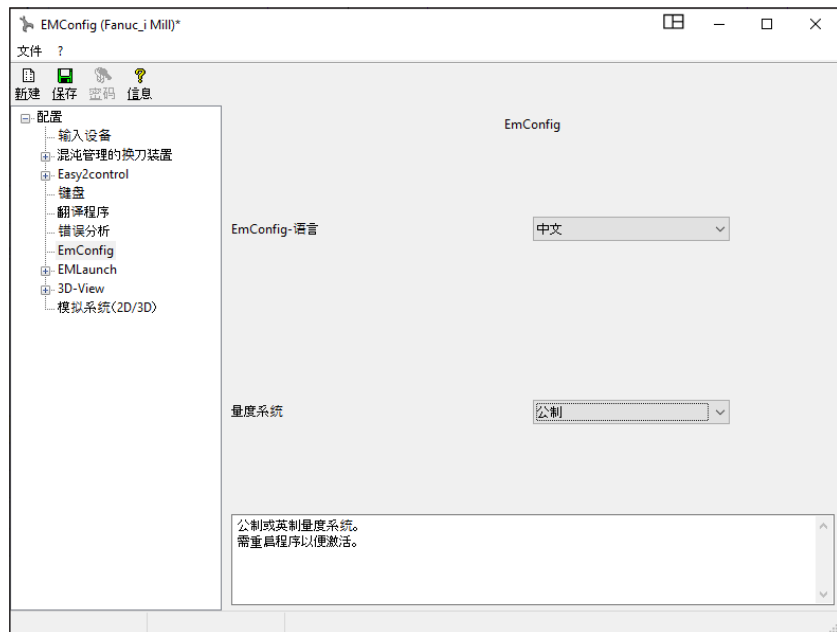 EMConfig (Fanuc_i Mill)*
文件 ?
新建 保存 密码 信息
配置
输入设备
混沌管理的换刀装置
Easy2control
键盘
翻译程序
错误分析
EmConfig
EMLaunch
3D-View
模拟系统(2D/3D)
EmConfig
EmConfig-语言 中文
量度系统 公制
公制或英制量度系统。
需重启程序以便激活。